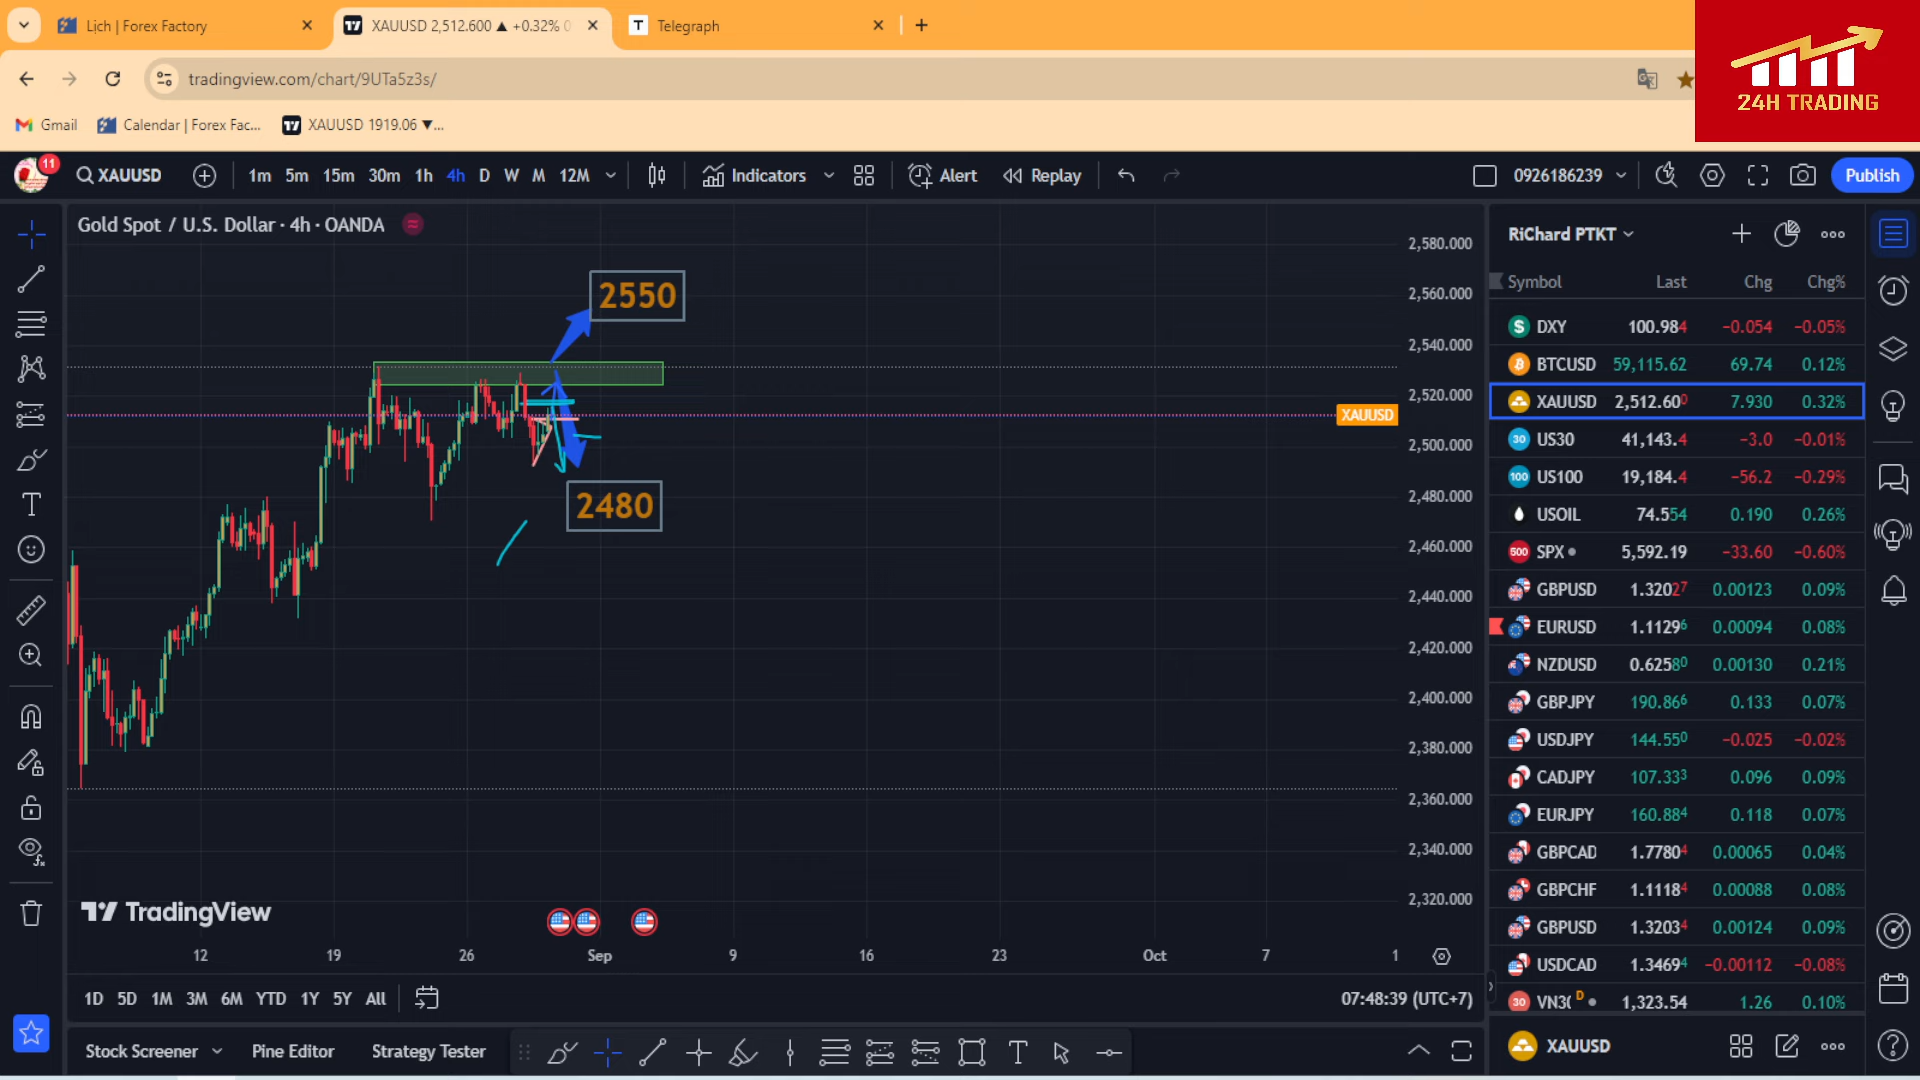 Lịch | Forex Factory
XAUUSD 2,512.600 ▲ +0.32%
Telegraph
tradingview.com/chart/9UTa5z3s/
24H TRADING
Gmail
Calendar | Forex Fac...
XAUUSD 1919.06 ▼...
11
XAUUSD
1m 5m 15m 30m 1h 4h D W M 12M
Indicators
Alert
Replay
0926186239
Publish
Gold Spot / U.S. Dollar · 4h · OANDA
2550
2480
2,580.000
2,560.000
2,540.000
2,520.000
XAUUSD
2,500.000
2,480.000
2,460.000
2,440.000
2,420.000
2,400.000
2,380.000
2,360.000
2,340.000
2,320.000
TradingView
12 19 26 Sep 9 16 23 Oct 7 1
1D 5D 1M 3M 6M YTD 1Y 5Y All
07:48:39 (UTC+7)
Stock Screener
Pine Editor
Strategy Tester
RiChard PTKT
Symbol Last Chg Chg%
DXY 100.984 −0.054 −0.05%
BTCUSD 59,115.62 69.74 0.12%
XAUUSD 2,512.600 7.930 0.32%
30 US30 41,143.4 −3.0 −0.01%
100 US100 19,184.4 −56.2 −0.29%
USOIL 74.554 0.190 0.26%
500 SPX 5,592.19 −33.60 −0.60%
GBPUSD 1.32027 0.00123 0.09%
EURUSD 1.11296 0.00094 0.08%
NZDUSD 0.62580 0.00130 0.21%
GBPJPY 190.866 0.133 0.07%
USDJPY 144.550 −0.025 −0.02%
CADJPY 107.333 0.096 0.09%
EURJPY 160.884 0.118 0.07%
GBPCAD 1.77804 0.00065 0.04%
GBPCHF 1.11184 0.00088 0.08%
GBPUSD 1.32034 0.00124 0.09%
USDCAD 1.34694 −0.00112 −0.08%
30 VN30 D 1,323.54 1.26 0.10%
XAUUSD